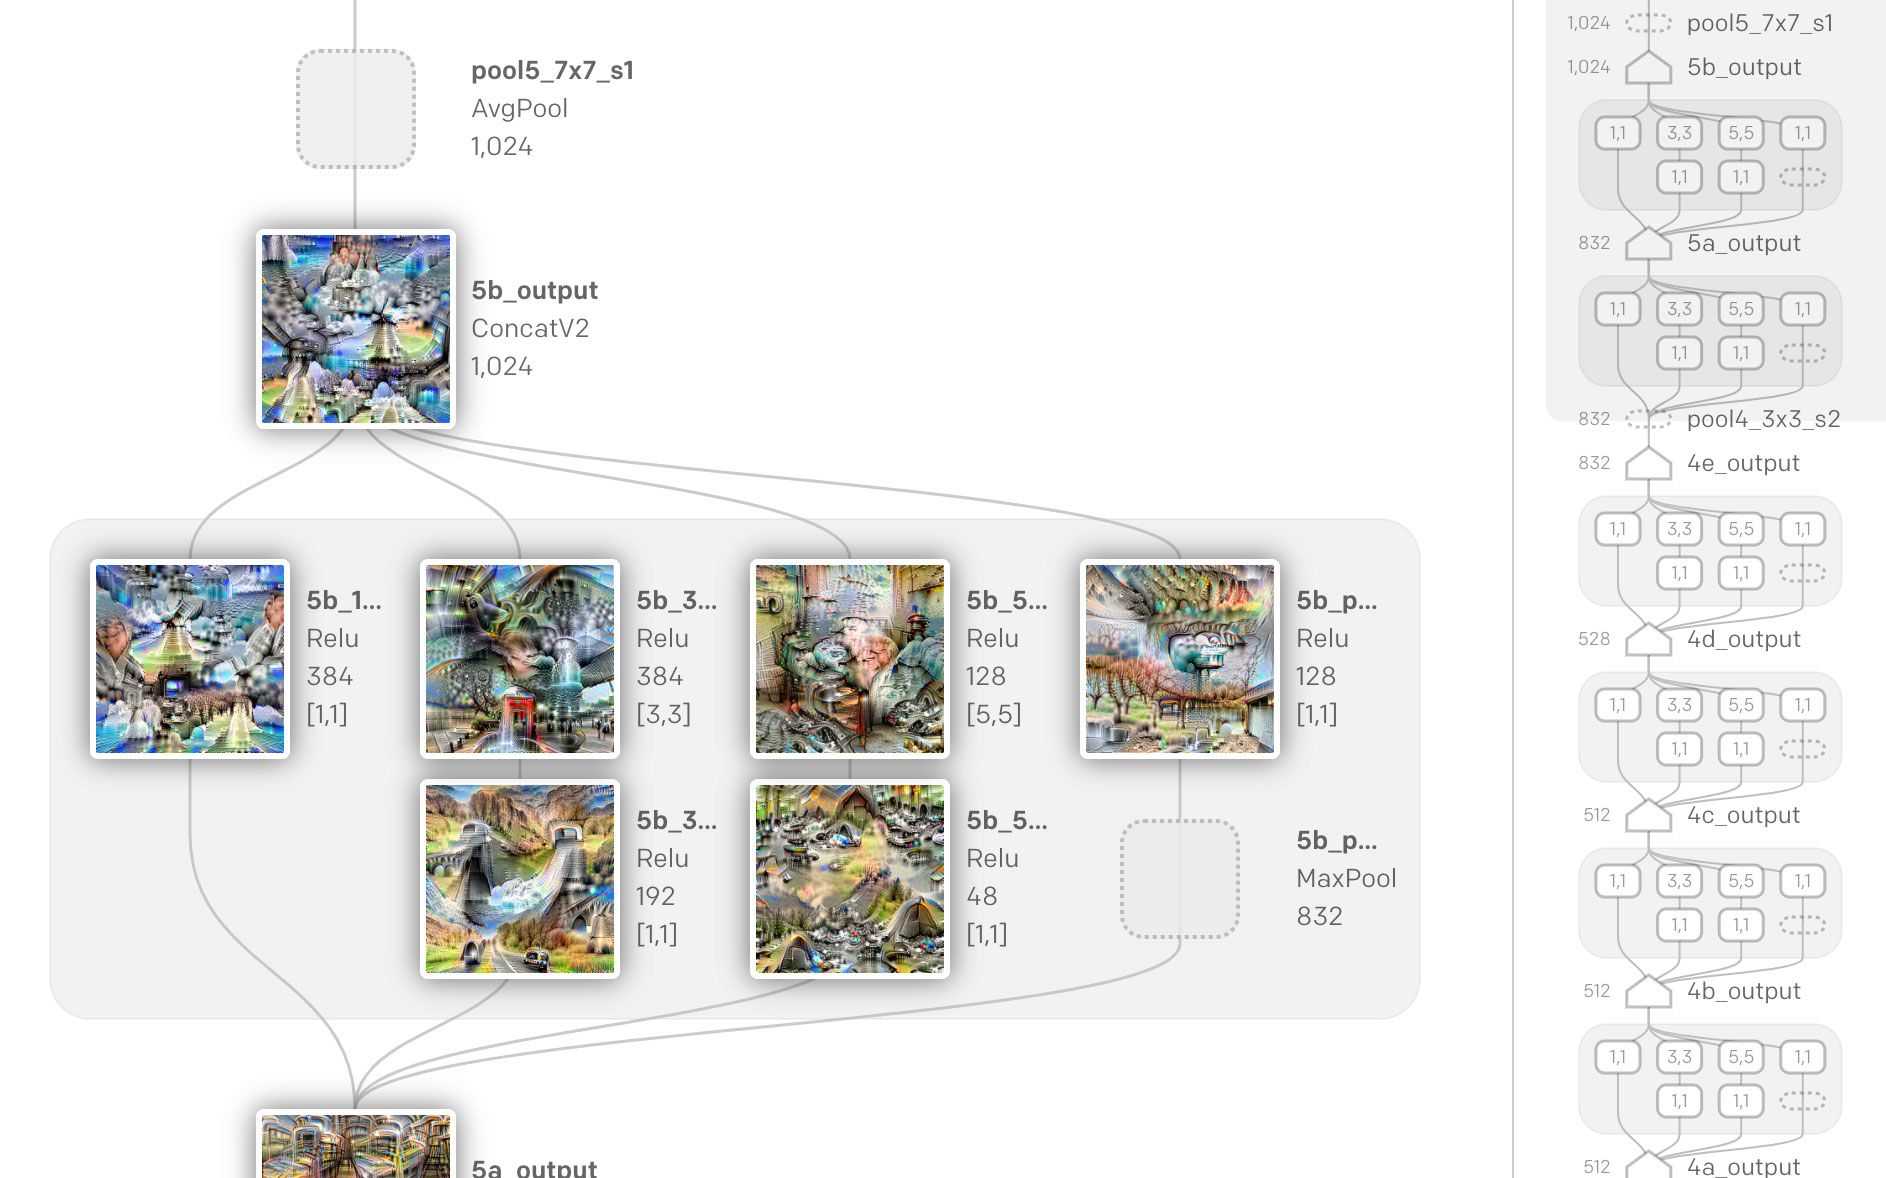 pool5_7x7_s1
AvgPool
1,024
5b_output
ConcatV2
1,024
5b_1...
Relu
384
[1,1]
5b_3...
Relu
384
[3,3]
5b_5...
Relu
128
[5,5]
5b_p...
Relu
128
[1,1]
5b_3...
Relu
192
[1,1]
5b_5...
Relu
48
[1,1]
5b_p...
MaxPool
832
5a_output
1,024 pool5_7x7_s1
1,024 5b_output
1,1 3,3 5,5 1,1
1,1 1,1
832 5a_output
1,1 3,3 5,5 1,1
1,1 1,1
832 pool4_3x3_s2
832 4e_output
1,1 3,3 5,5 1,1
1,1 1,1
528 4d_output
1,1 3,3 5,5 1,1
1,1 1,1
512 4c_output
1,1 3,3 5,5 1,1
1,1 1,1
512 4b_output
1,1 3,3 5,5 1,1
1,1 1,1
512 4a_output